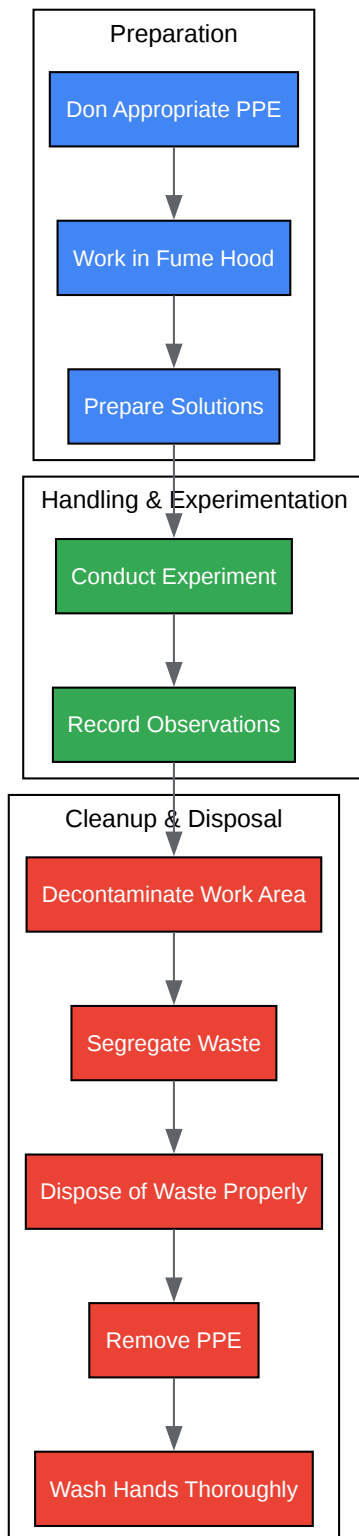 Preparation
Don Appropriate PPE
Work in Fume Hood
Prepare Solutions
Handling & Experimentation
Conduct Experiment
Record Observations
Cleanup & Disposal
Decontaminate Work Area
Segregate Waste
Dispose of Waste Properly
Remove PPE
Wash Hands Thoroughly